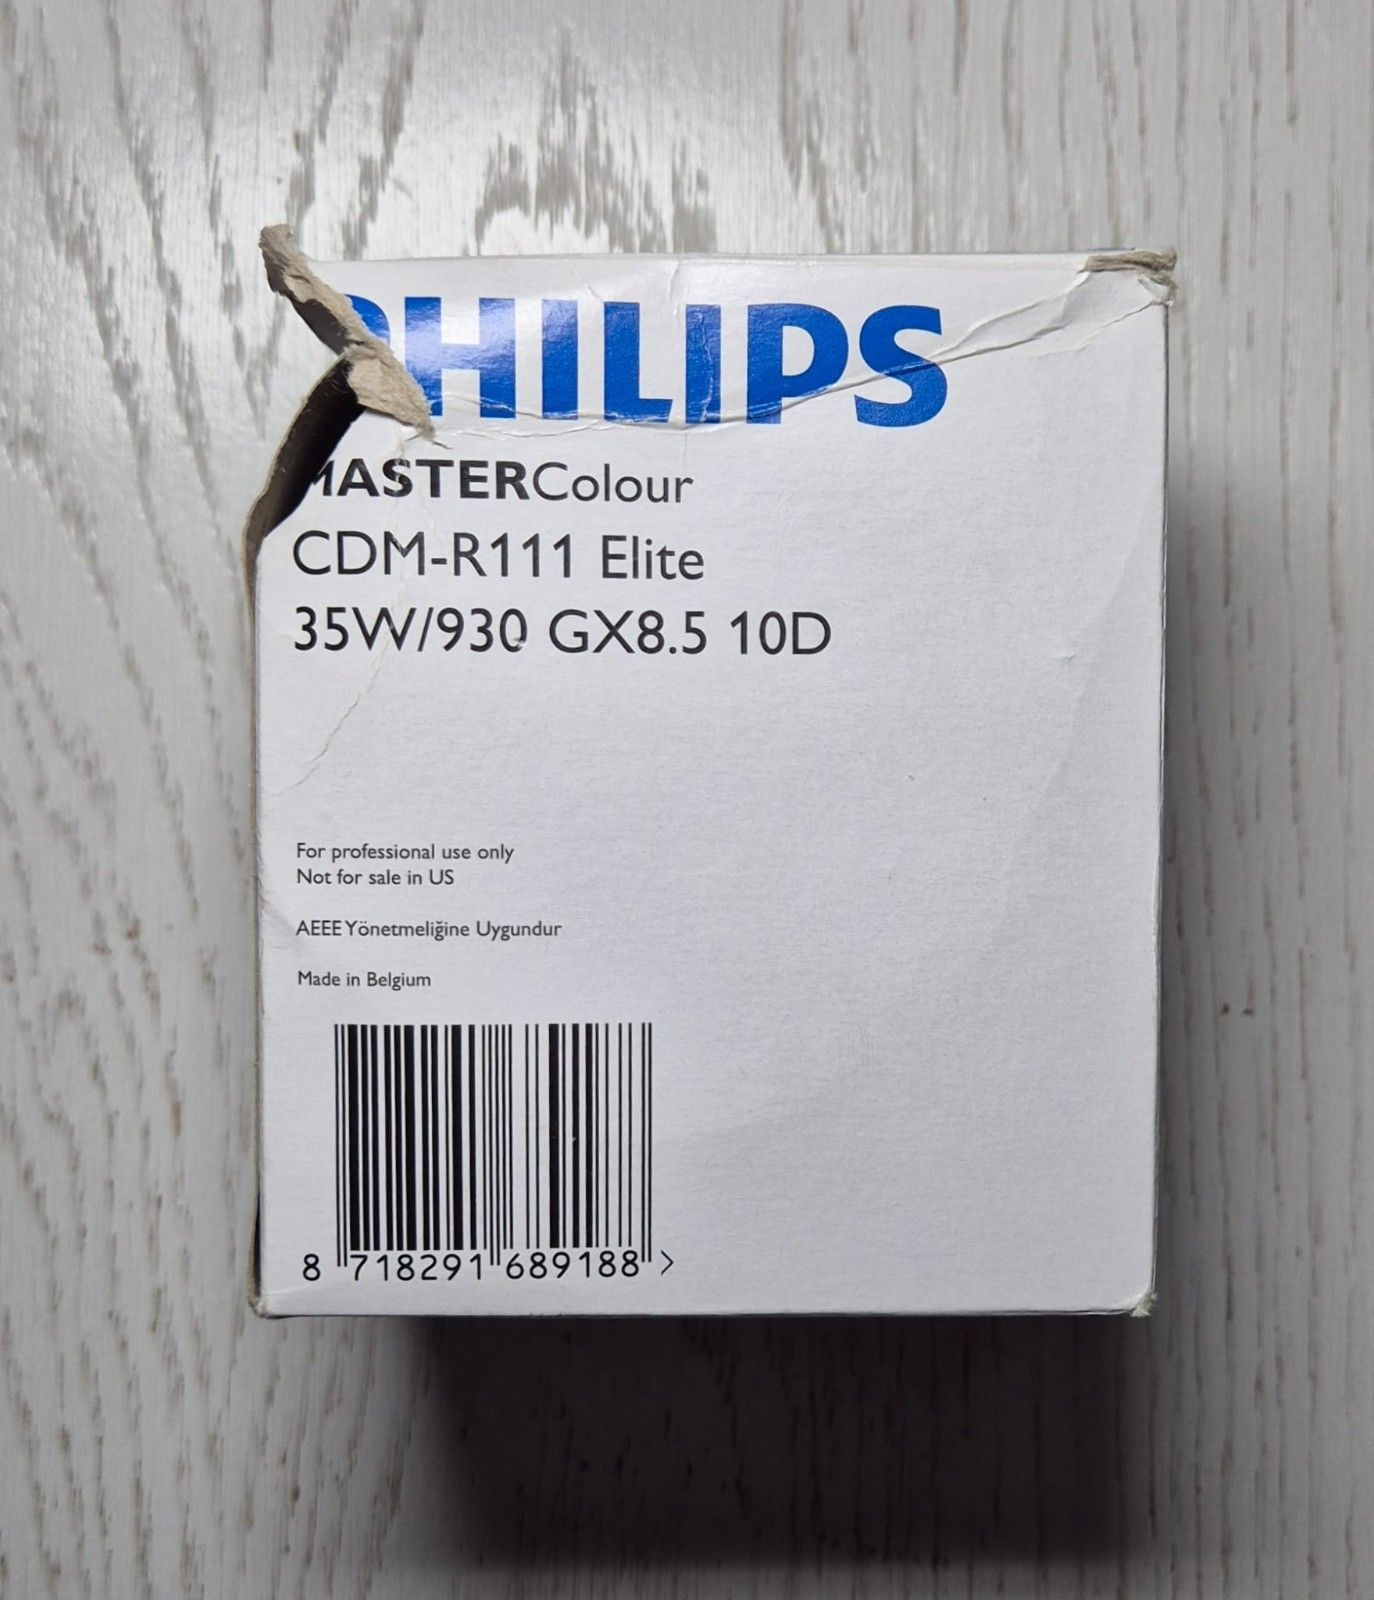 PHILIPS
MASTERColour
CDM-R111 Elite
35W/930 GX8.5 10D
For professional use only
Not for sale in US
AEEE Yönetmeliğine Uygundur
Made in Belgium
8 718291 689188 >